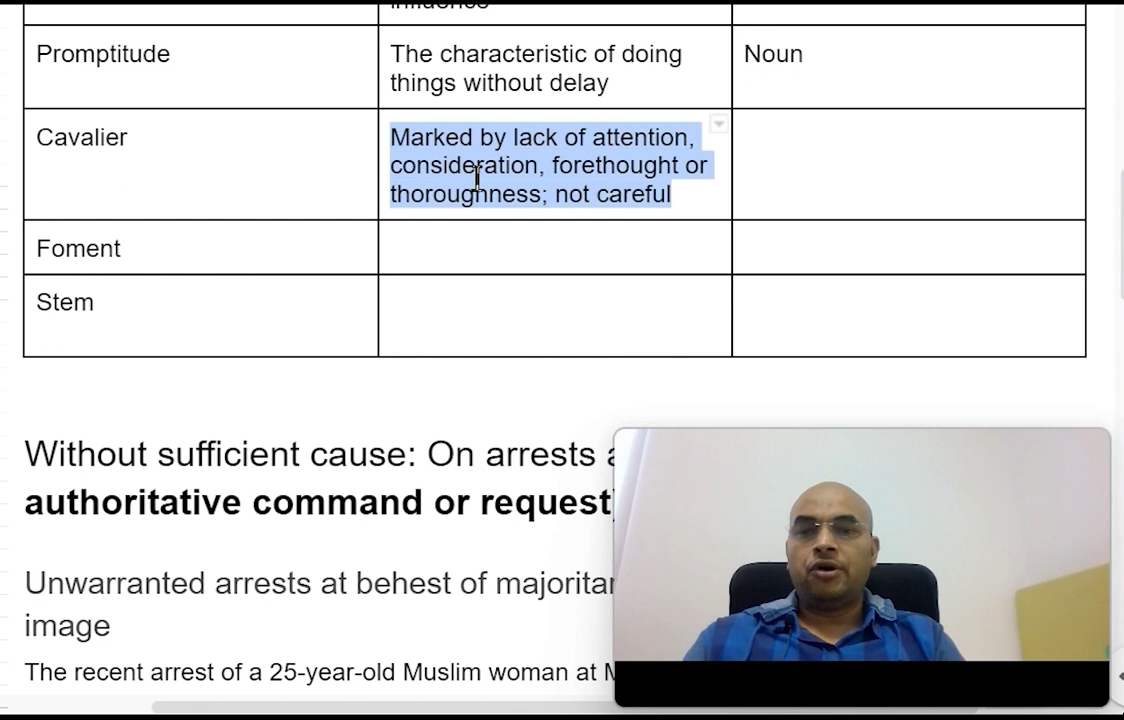 Promptitude
The characteristic of doing
things without delay
Noun
Cavalier
Marked by lack of attention,
consideration, forethought or
thoroughness; not careful
Foment
Stem
Without sufficient cause: On arrests
authoritative command or request
Unwarranted arrests at behest of
image
The recent arrest of a 25-year-old Muslim woman at